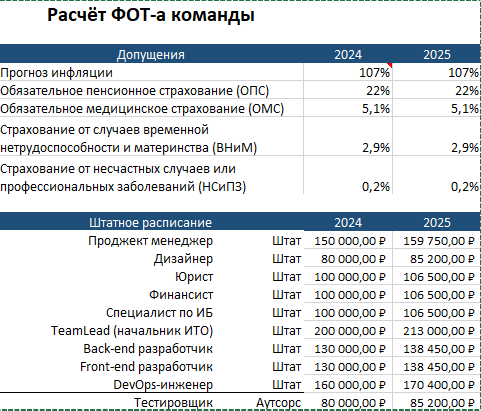 Расчёт ФОТ-а команды
Допущения 2024 2025
Прогноз инфляции 107% 107%
Обязательное пенсионное страхование (ОПС) 22% 22%
Обязательное медицинское страхование (ОМС) 5,1% 5,1%
Страхование от случаев временной
нетрудоспособности и материнства (ВНиМ) 2,9% 2,9%
Страхование от несчастных случаев или
профессиональных заболеваний (НСиПЗ) 0,2% 0,2%
Штатное расписание 2024 2025
Проджект менеджер Штат 150 000,00 ₽ 159 750,00 ₽
Дизайнер Штат 80 000,00 ₽ 85 200,00 ₽
Юрист Штат 100 000,00 ₽ 106 500,00 ₽
Финансист Штат 100 000,00 ₽ 106 500,00 ₽
Специалист по ИБ Штат 100 000,00 ₽ 106 500,00 ₽
TeamLead (начальник ИТО) Штат 200 000,00 ₽ 213 000,00 ₽
Back-end разработчик Штат 130 000,00 ₽ 138 450,00 ₽
Front-end разработчик Штат 130 000,00 ₽ 138 450,00 ₽
DevOps-инженер Штат 160 000,00 ₽ 170 400,00 ₽
Тестировщик Аутсорс 80 000,00 ₽ 85 200,00 ₽